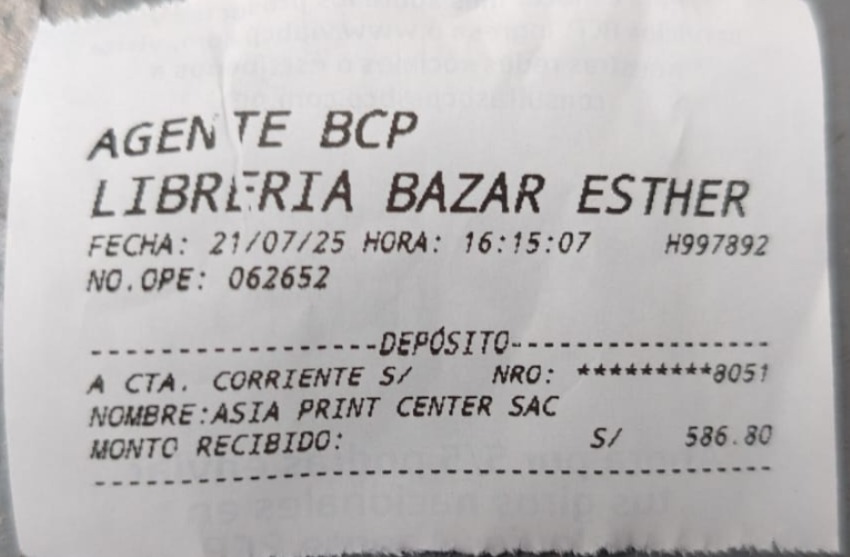 AGENTE BCP
LIBRERIA BAZAR ESTHER
FECHA: 21/07/25 HORA: 16:15:07 H997892
NO.OPE: 062652
-----------------DEPÓSITO-----------------
A CTA. CORRIENTE S/ NRO: *********8051
NOMBRE:ASIA PRINT CENTER SAC
MONTO RECIBIDO: S/ 586.80
------------------------------------------